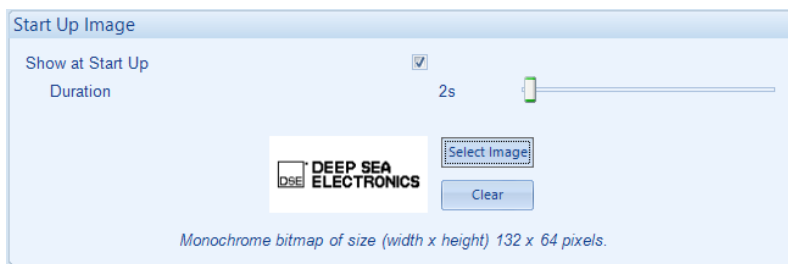 Start Up Image
Show at Start Up
Duration 2s
DSE DEEP SEA
ELECTRONICS
Select Image
Clear
Monochrome bitmap of size (width x height) 132 x 64 pixels.